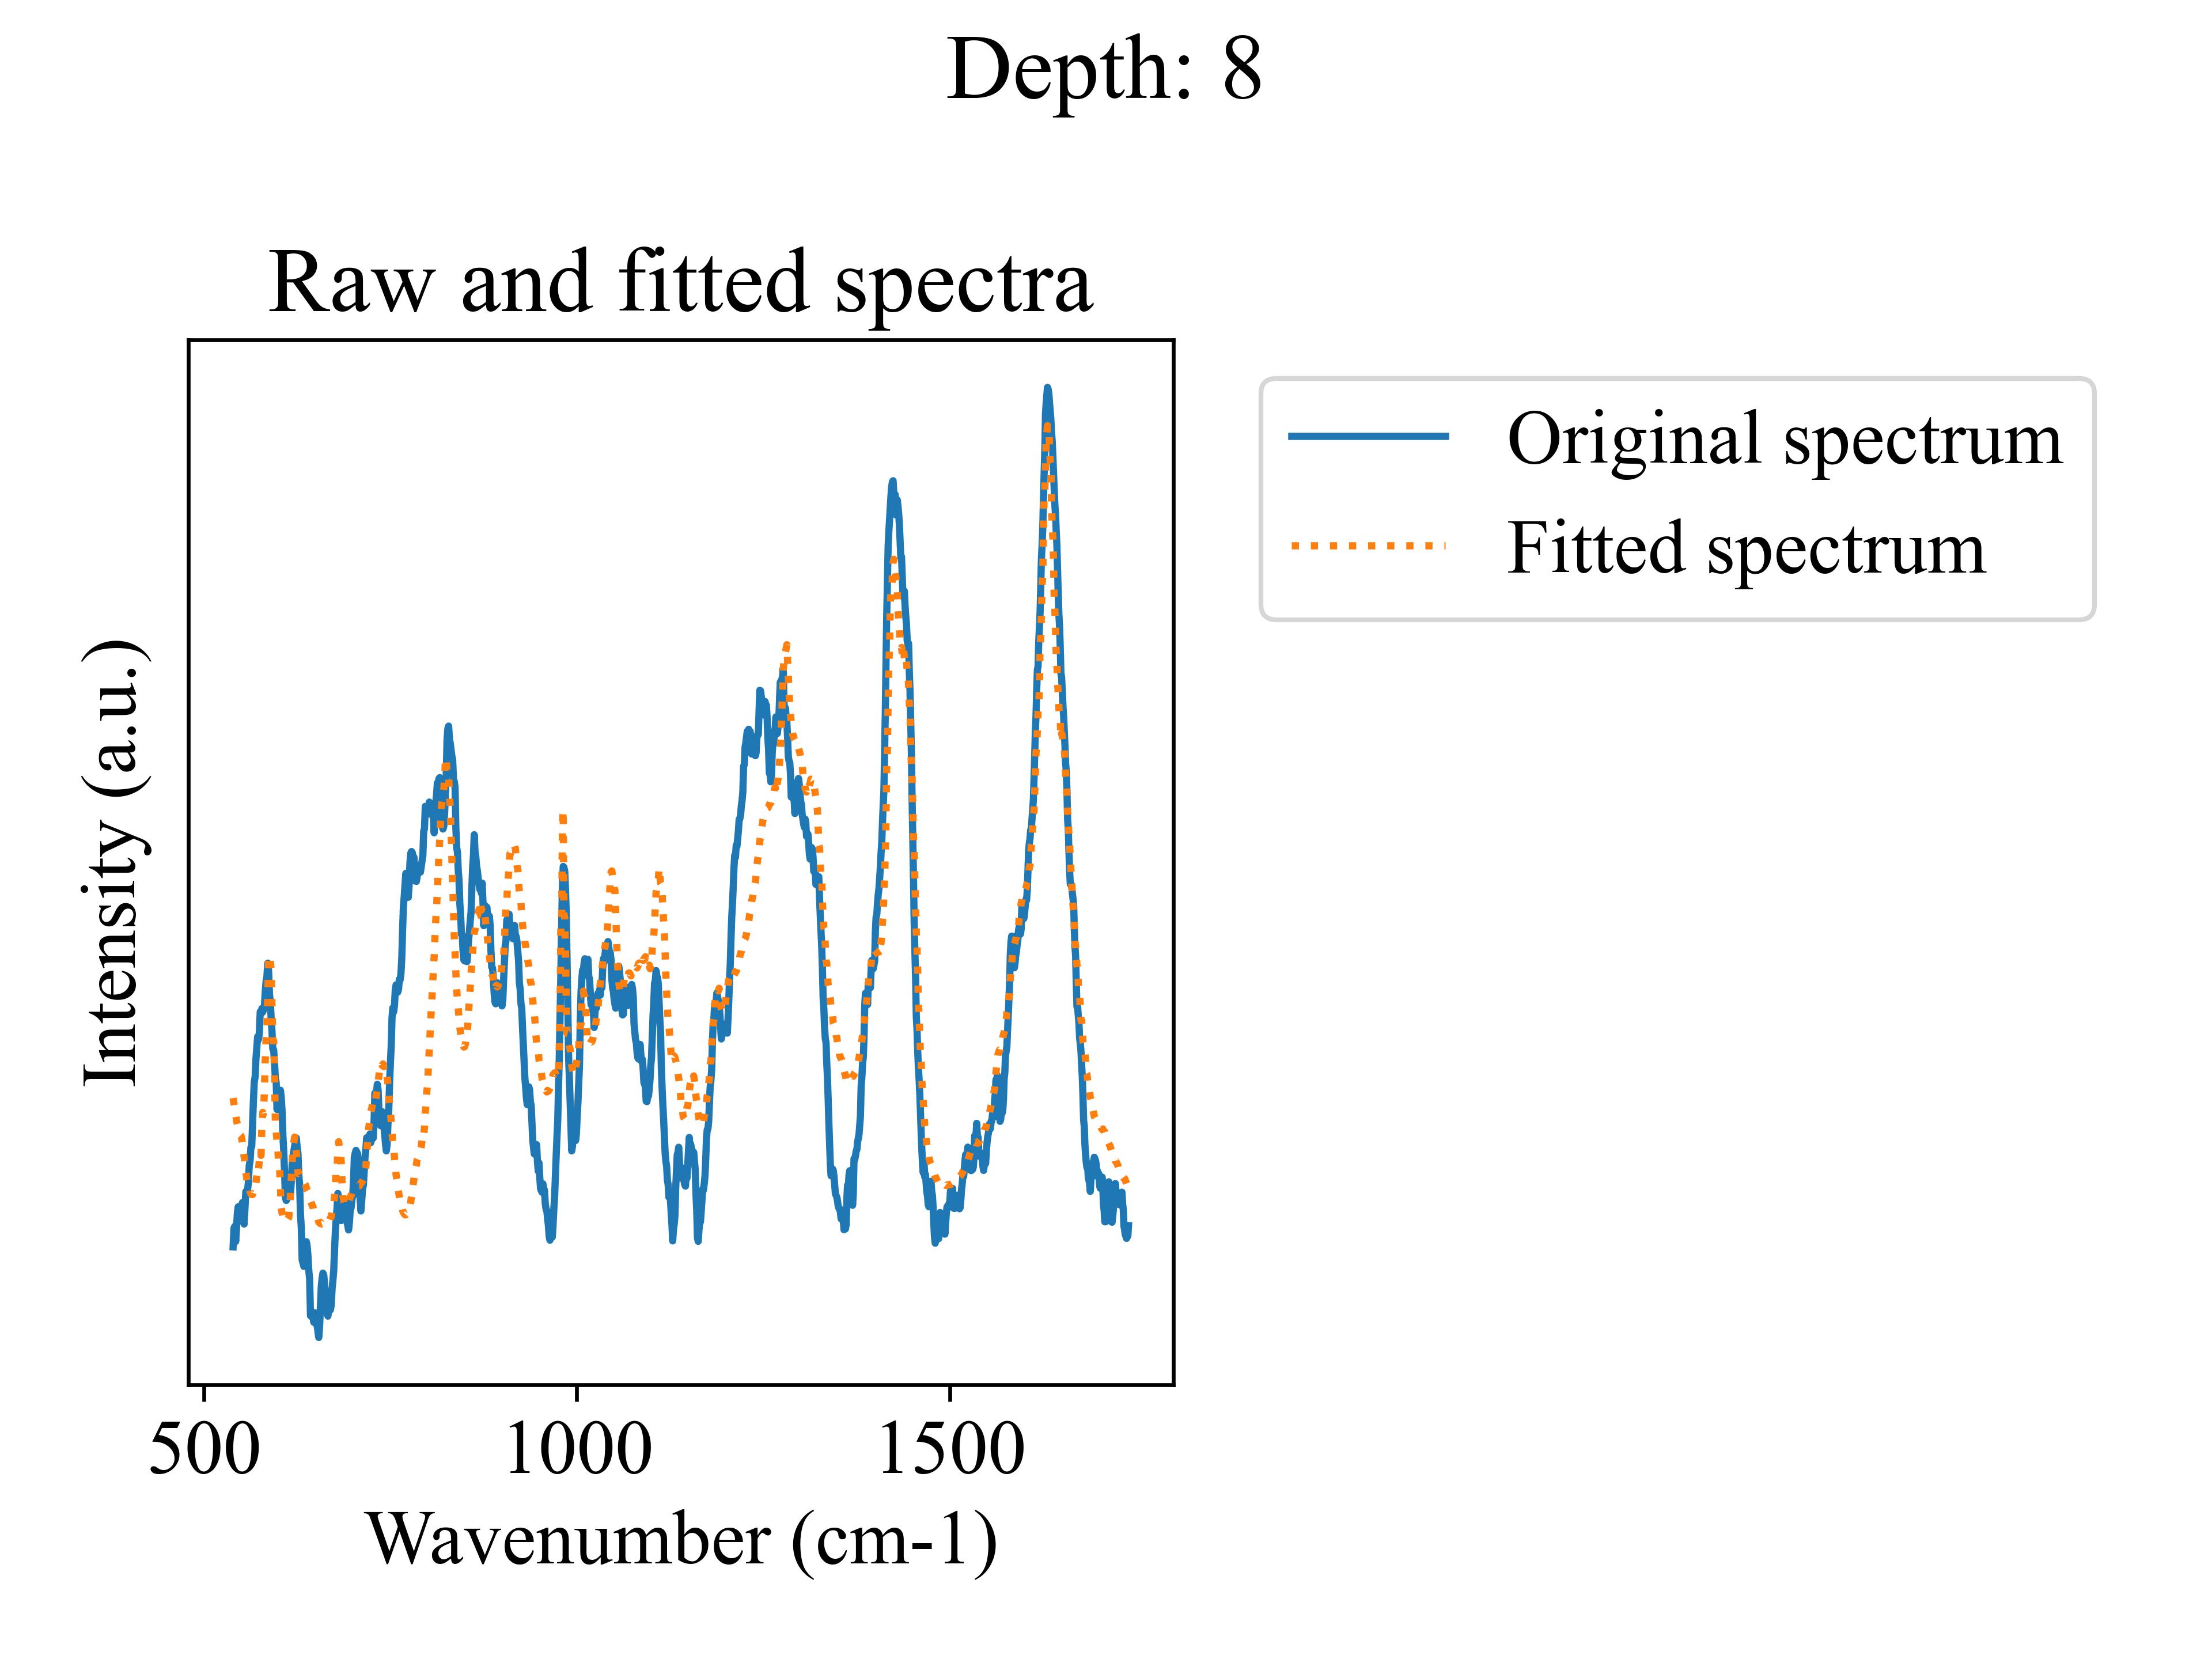 Depth: 8
Raw and fitted spectra
Original spectrum
Fitted spectrum
Intensity (a.u.)
500 1000 1500
Wavenumber (cm-1)